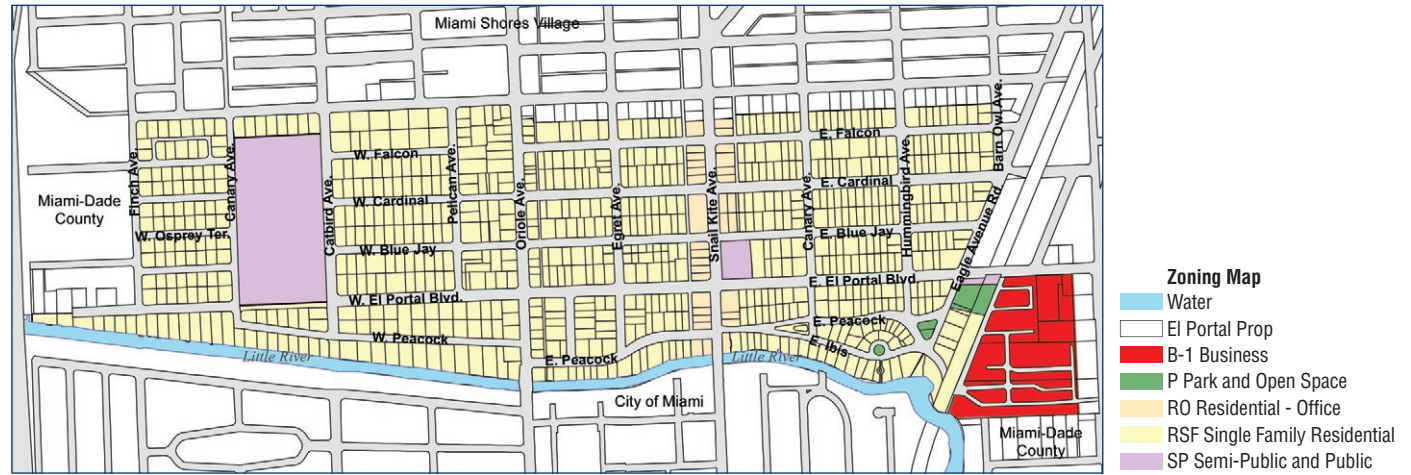 Miami Shores Village
Finch Ave.
Canary Ave.
Catbird Ave.
Pelican Ave.
Oriole Ave.
Egret Ave.
Snail Kite Ave.
Canary Ave.
Hummingbird Ave.
Barn Owl Ave.
Eagle Avenue Rd.
E. Falcon
W. Falcon
E. Cardinal
W. Cardinal
Miami-Dade
County
W. Osprey Ter.
W. Blue Jay
E. Blue Jay
E. El Portal Blvd.
W. El Portal Blvd.
W. Peacock
E. Peacock
E. Ibis
E. Peacock
Little River
Little River
City of Miami
Miami-Dade
County
Zoning Map
Water
El Portal Prop
B-1 Business
P Park and Open Space
RO Residential - Office
RSF Single Family Residential
SP Semi-Public and Public